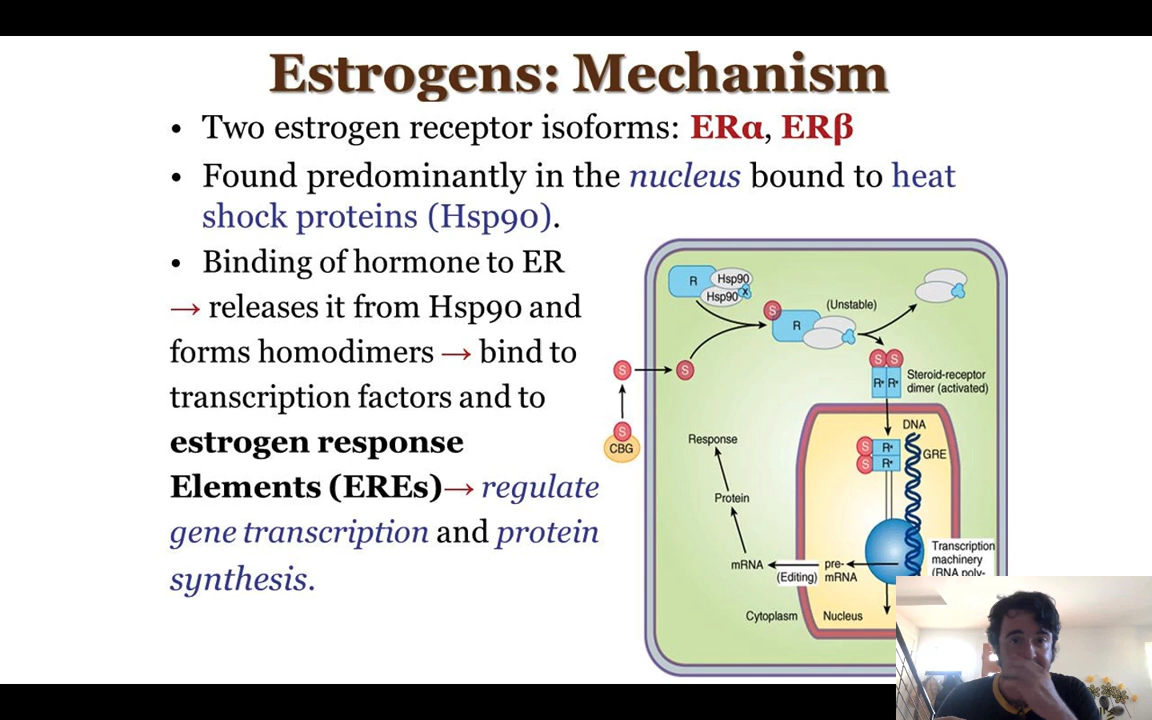 Estrogens: Mechanism
• Two estrogen receptor isoforms: ERα, ERβ
• Found predominantly in the nucleus bound to heat
shock proteins (Hsp90).
• Binding of hormone to ER
→ releases it from Hsp90 and
forms homodimers → bind to
transcription factors and to
estrogen response
Elements (EREs)→ regulate
gene transcription and protein
synthesis.
R
Hsp90
Hsp90
X
S
R
(Unstable)
S
S
S
CBG
S S
R* R*
Steroid-receptor
dimer (activated)
DNA
S
R*
GRE
S
R*
Response
Protein
mRNA
(Editing)
pre-
mRNA
Transcription
machinery
(RNA poly-
Cytoplasm
Nucleus